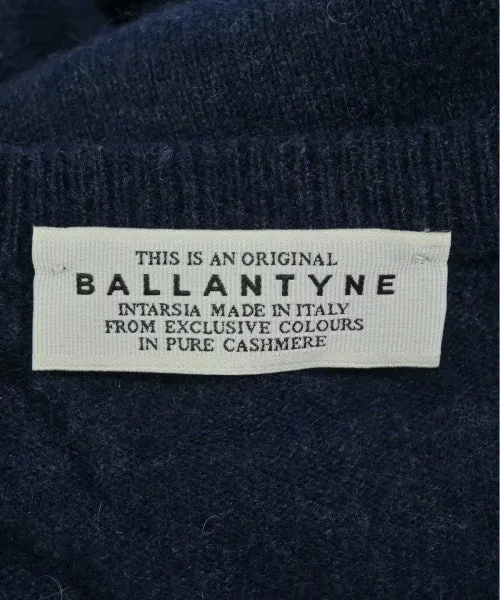 THIS IS AN ORIGINAL
BALLANTYNE
INTARSIA MADE IN ITALY
FROM EXCLUSIVE COLOURS
IN PURE CASHMERE